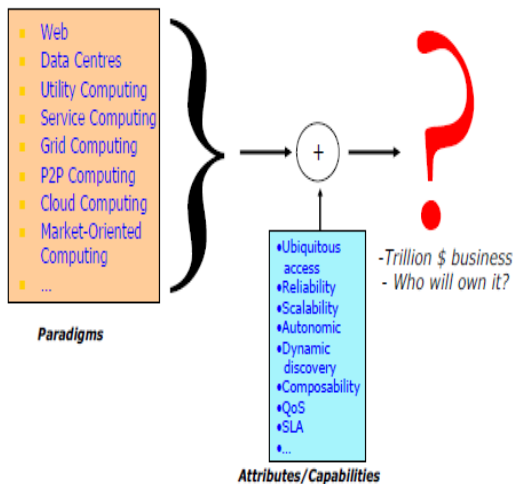 Web
Data Centres
Utility Computing
Service Computing
Grid Computing
P2P Computing
Cloud Computing
Market-Oriented
Computing
...
Paradigms
+
?
-Trillion $ business
- Who will own it?
•Ubiquitous
access
•Reliability
•Scalability
•Autonomic
•Dynamic
discovery
•Composability
•QoS
•SLA
•...
Attributes/Capabilities